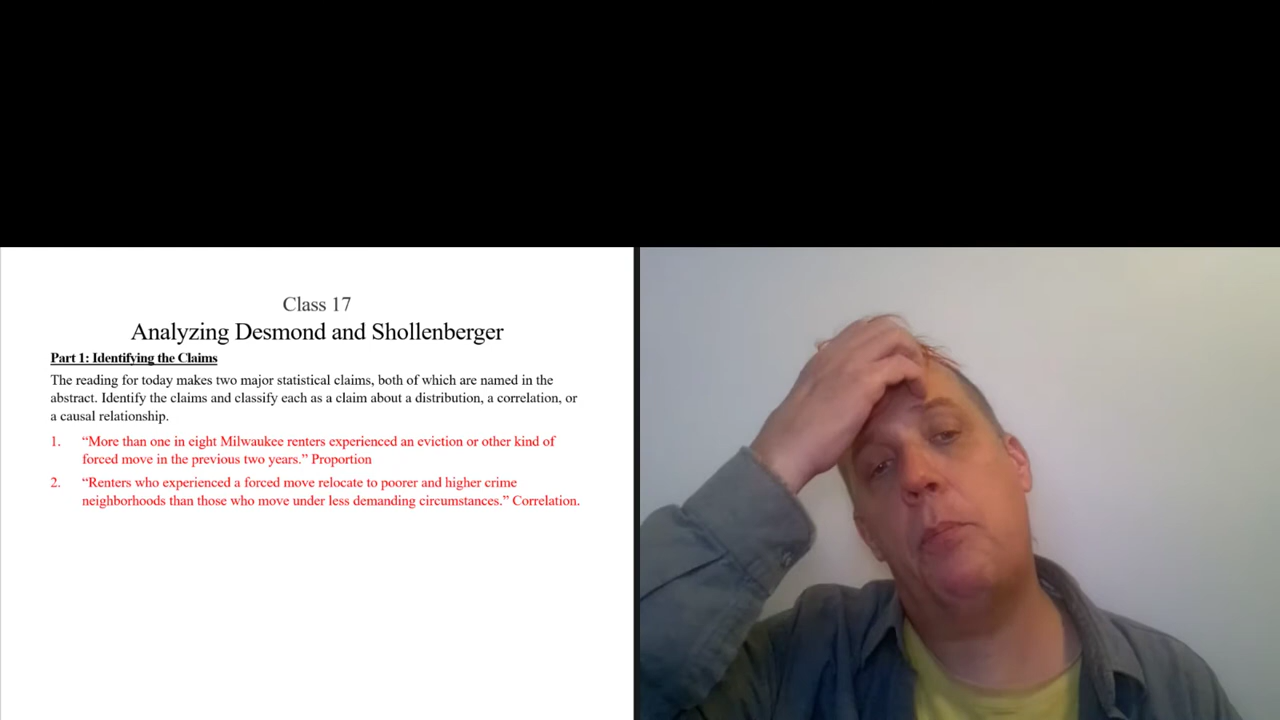 Class 17
Analyzing Desmond and Shollenberger
Part 1: Identifying the Claims
The reading for today makes two major statistical claims, both of which are named in the
abstract. Identify the claims and classify each as a claim about a distribution, a correlation, or
a causal relationship.
1. “More than one in eight Milwaukee renters experienced an eviction or other kind of
forced move in the previous two years.” Proportion
2. “Renters who experienced a forced move relocate to poorer and higher crime
neighborhoods than those who move under less demanding circumstances.” Correlation.